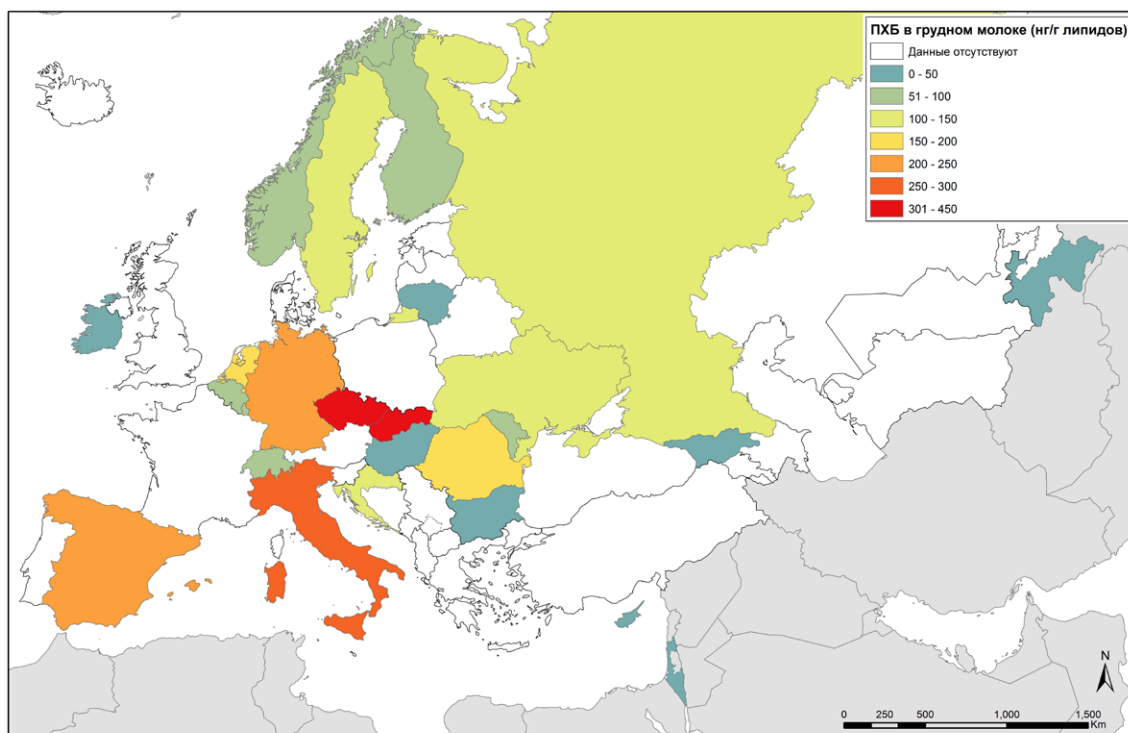 ПХБ в грудном молоке (нг/г липидов)
Данные отсутствуют
0 - 50
51 - 100
100 - 150
150 - 200
200 - 250
250 - 300
301 - 450
N
0 250 500 1,000 1,500
Km